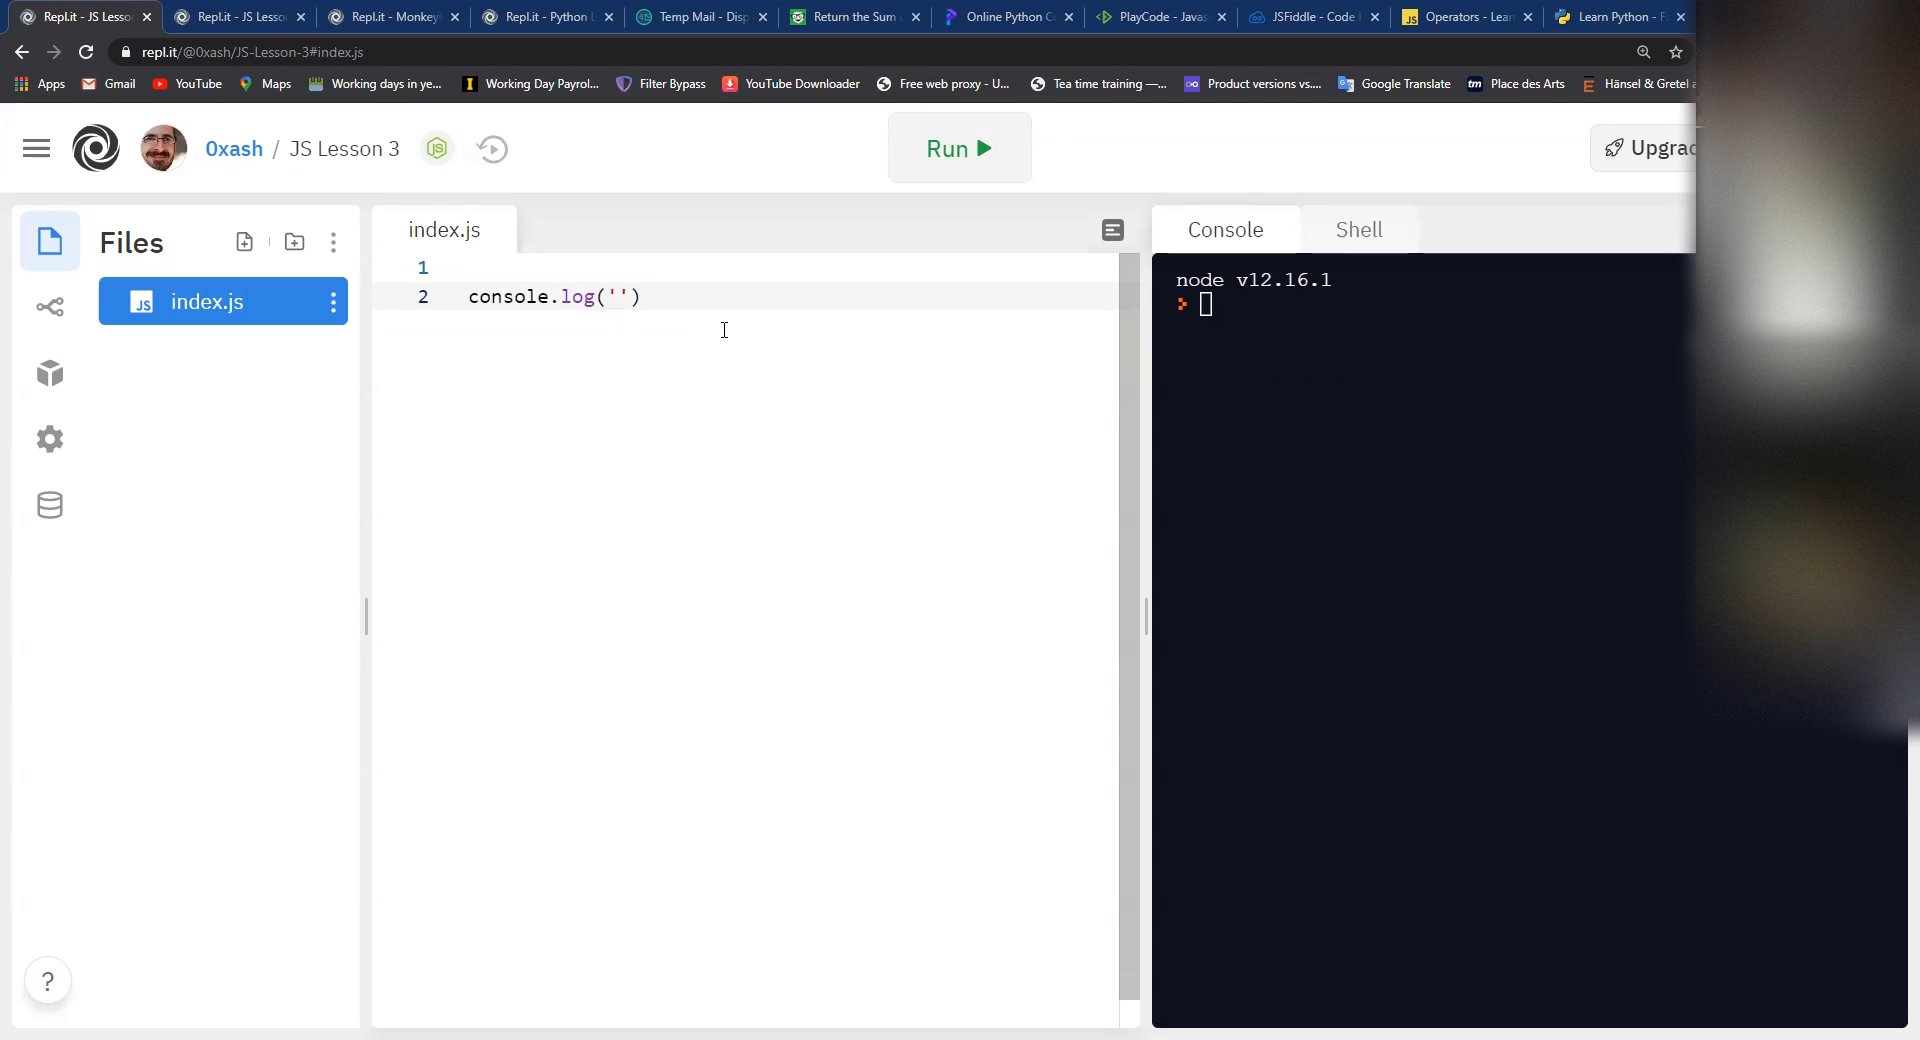 Repl.it - JS Lesso
Repl.it - JS Lesso
Repl.it - Monkey
Repl.it - Python
Temp Mail - Disp
Return the Sum
Online Python C
PlayCode - Javas
JSFiddle - Code
Operators - Lear
Learn Python - F
repl.it/@0xash/JS-Lesson-3#index.js
Apps
Gmail
YouTube
Maps
Working days in ye...
Working Day Payrol...
Filter Bypass
YouTube Downloader
Free web proxy - U...
Tea time training —...
Product versions vs....
Google Translate
tm Place des Arts
E Hänsel & Gretel
0xash / JS Lesson 3
Run
Upgrad
Files
JS index.js
index.js
1
2 console.log('')
Console
Shell
node v12.16.1
?